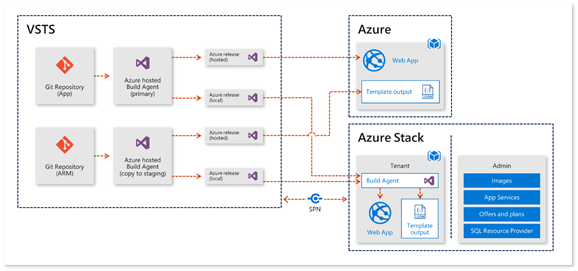 VSTS
Git Repository
(App)
Azure hosted
Build Agent
(primary)
Azure release
(hosted)
Azure release
(local)
Git Repository
(ARM)
Azure hosted
Build Agent
(copy to staging)
Azure release
(hosted)
Azure release
(local)
SPN
Azure
Web App
Template output
Azure Stack
Tenant
Build Agent
Web App
Template
output
Admin
Images
App Services
Offers and plans
SQL Resource Provider